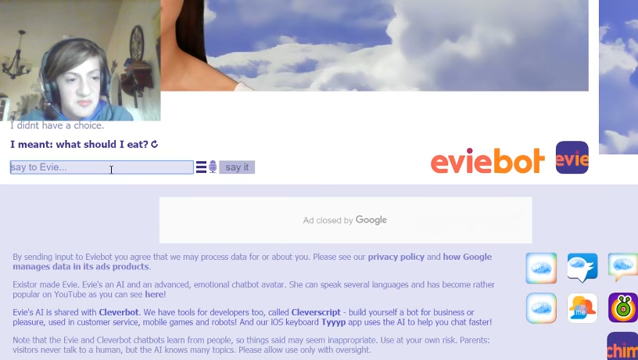 I didnt have a choice.
I meant: what should I eat?
say to Evie...
say it
eviebot
evie
Ad closed by Google
By sending input to Eviebot you agree that we may process data for or about you. Please see our privacy policy and how Google
manages data in its ads products.
Existor made Evie. Evie's an AI and an advanced, emotional chatbot avatar. She can speak several languages and has become rather
popular on YouTube as you can see here!
Evie's AI is shared with Cleverbot. We have tools for developers too, called Cleverscript - build yourself a bot for business or
pleasure, used in customer service, mobile games and robots! And our iOS keyboard Tyyyp app uses the AI to help you chat faster!
Note that the Evie and Cleverbot chatbots learn from people, so things said may seem inappropriate. Use at your own risk. Parents:
visitors never talk to a human, but the AI knows many topics. Please allow use only with oversight.
chim